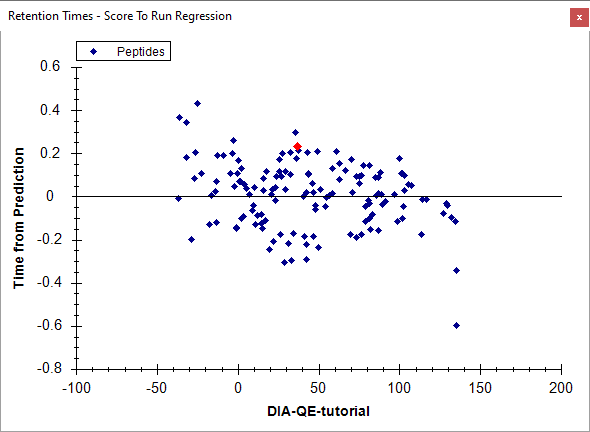 Retention Times - Score To Run Regression
x
Peptides
0.6
0.4
0.2
0
-0.2
-0.4
-0.6
-0.8
Time from Prediction
-100 -50 0 50 100 150 200
DIA-QE-tutorial